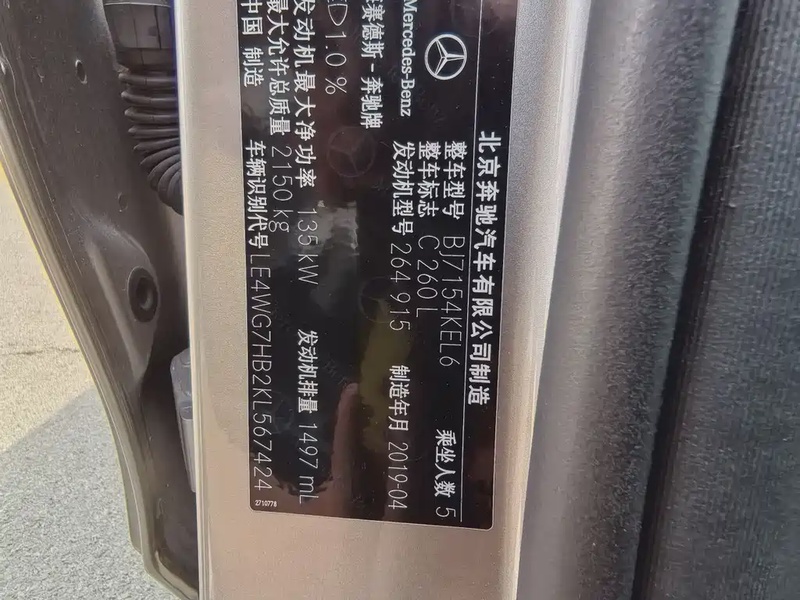 北京奔驰汽车有限公司制造
Mercedes-Benz
整车型号 BJ7154KEL6
整车标志 C 260 L 乘坐人数 5
赛德斯-奔驰牌 发动机型号 264 915 制造年月 2019-04
1.0 %
发动机最大净功率 135 kW 发动机排量 1497 mL
最大允许总质量 2150 kg
中国 制造 车辆识别代号 LE4WG7HB2KL567424
2710778